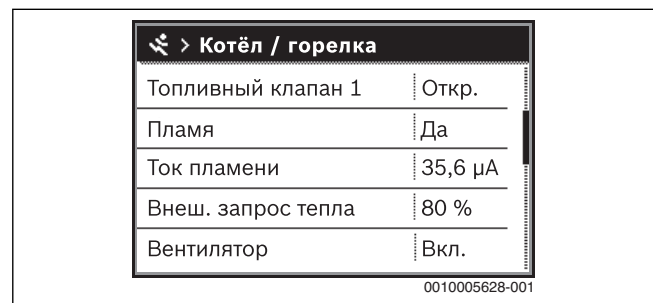 > Котёл / горелка
Топливный клапан 1 Откр.
Пламя Да
Ток пламени 35,6 µA
Внеш. запрос тепла 80 %
Вентилятор Вкл.
0010005628-001